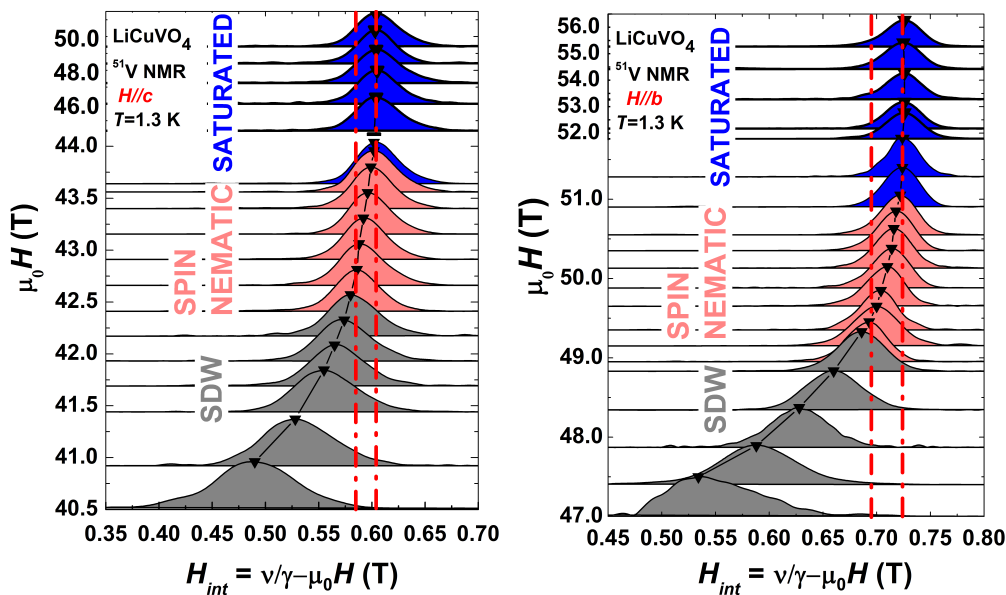 LiCuVO₄
⁵¹V NMR
H//c
T=1.3 K
SATURATED
SPIN
NEMATIC
SDW
μ₀H (T)
50.0
48.0
46.0
44.0
43.5
43.0
42.5
42.0
41.5
41.0
40.5
0.35 0.40 0.45 0.50 0.55 0.60 0.65 0.70
H_int = ν/γ−μ₀H (T)
LiCuVO₄
⁵¹V NMR
H//b
T=1.3 K
SATURATED
SPIN
NEMATIC
SDW
μ₀H (T)
56.0
55.0
54.0
53.0
52.0
51.0
50.0
49.0
48.0
47.0
0.45 0.50 0.55 0.60 0.65 0.70 0.75 0.80
H_int = ν/γ−μ₀H (T)